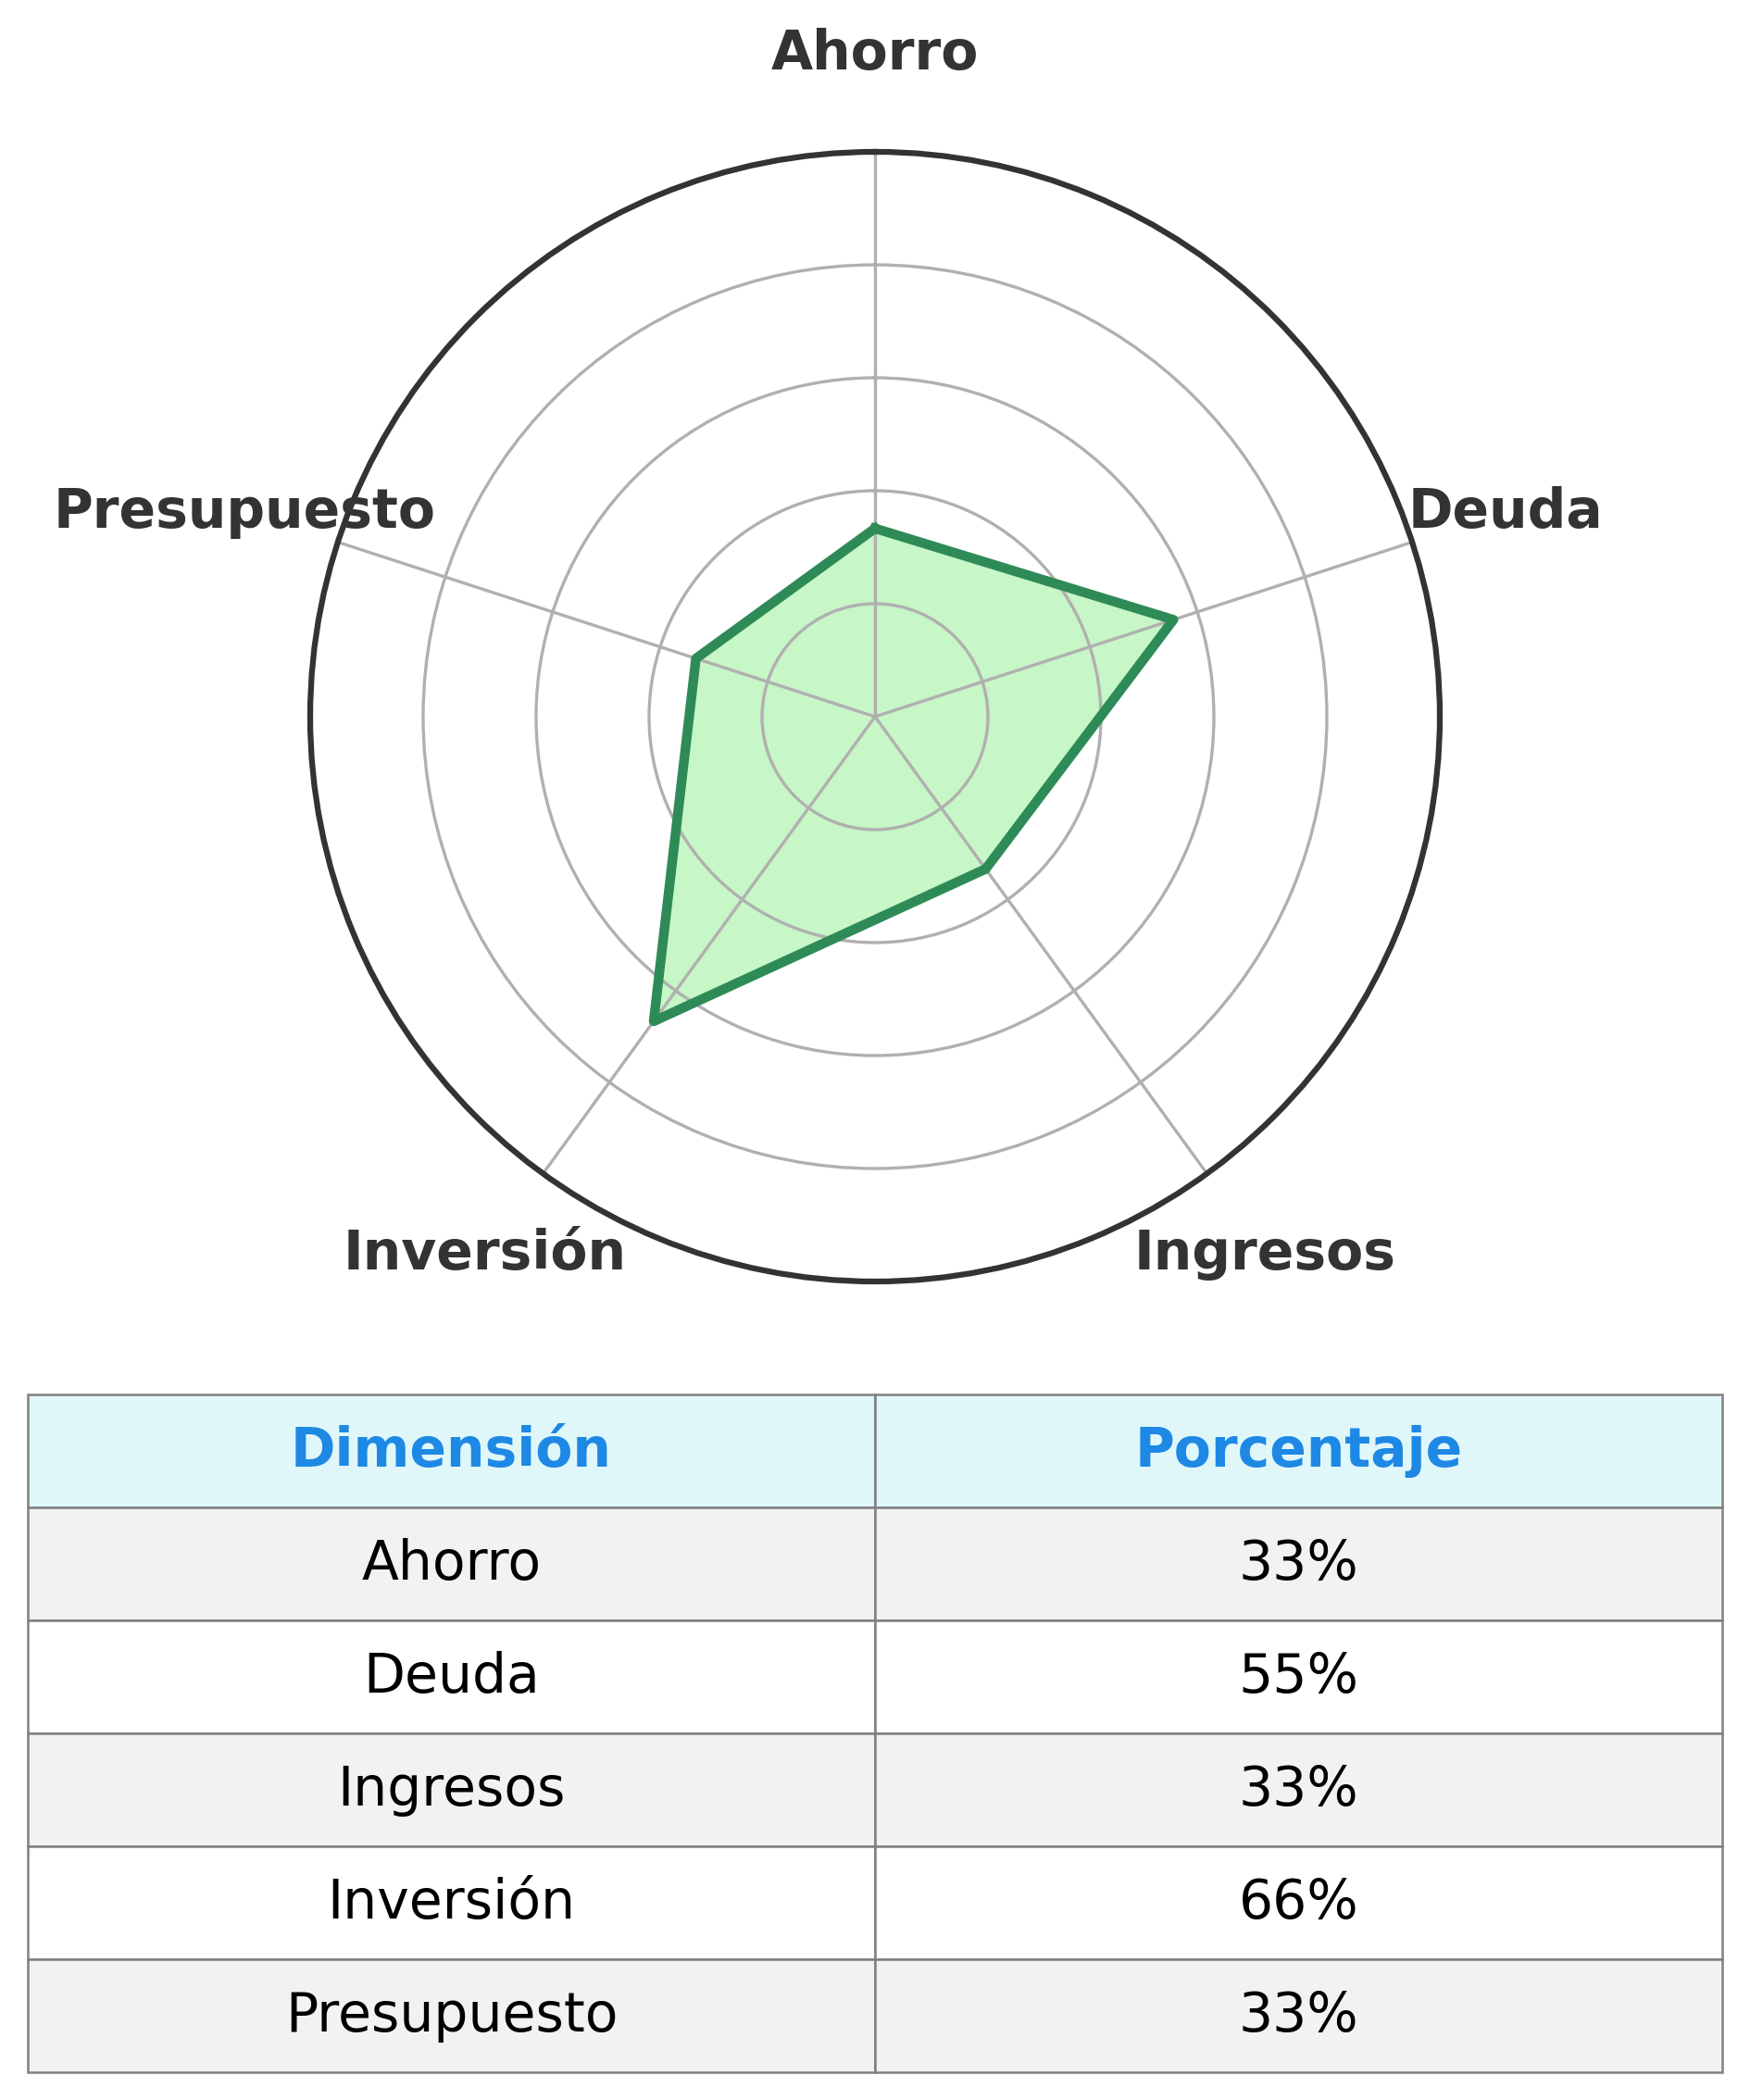 Ahorro
Presupuesto
Deuda
Inversión
Ingresos
Dimensión Porcentaje
Ahorro 33%
Deuda 55%
Ingresos 33%
Inversión 66%
Presupuesto 33%